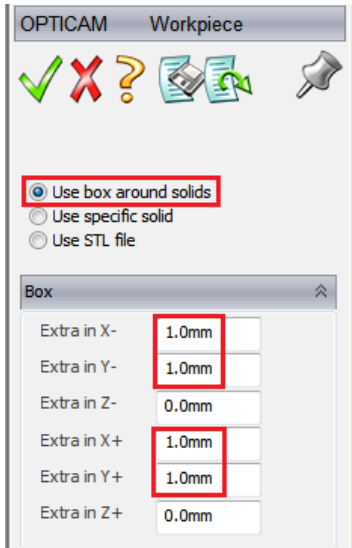 OPTICAM Workpiece
Use box around solids
Use specific solid
Use STL file
Box
Extra in X- 1.0mm
Extra in Y- 1.0mm
Extra in Z- 0.0mm
Extra in X+ 1.0mm
Extra in Y+ 1.0mm
Extra in Z+ 0.0mm